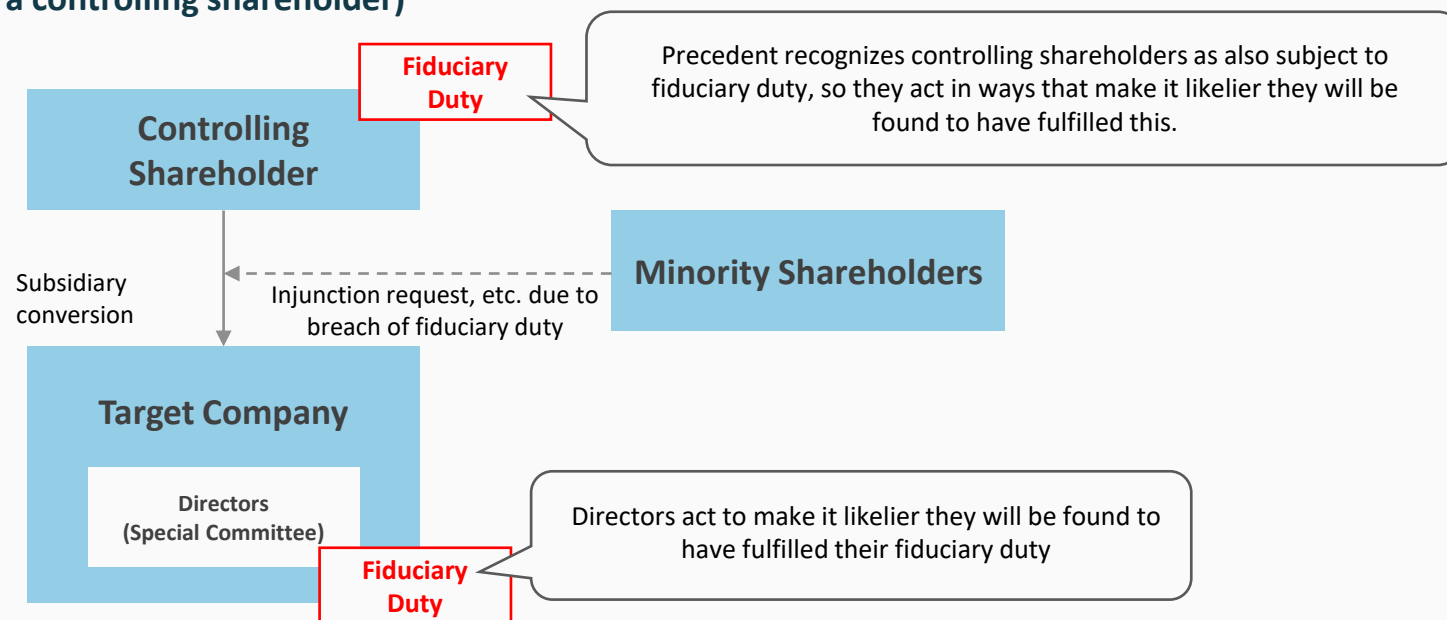 a controlling shareholder)
Fiduciary
Duty
Precedent recognizes controlling shareholders as also subject to
fiduciary duty, so they act in ways that make it likelier they will be
found to have fulfilled this.
Controlling
Shareholder
Minority Shareholders
Subsidiary
conversion
Injunction request, etc. due to
breach of fiduciary duty
Target Company
Directors
(Special Committee)
Directors act to make it likelier they will be found to
have fulfilled their fiduciary duty
Fiduciary
Duty